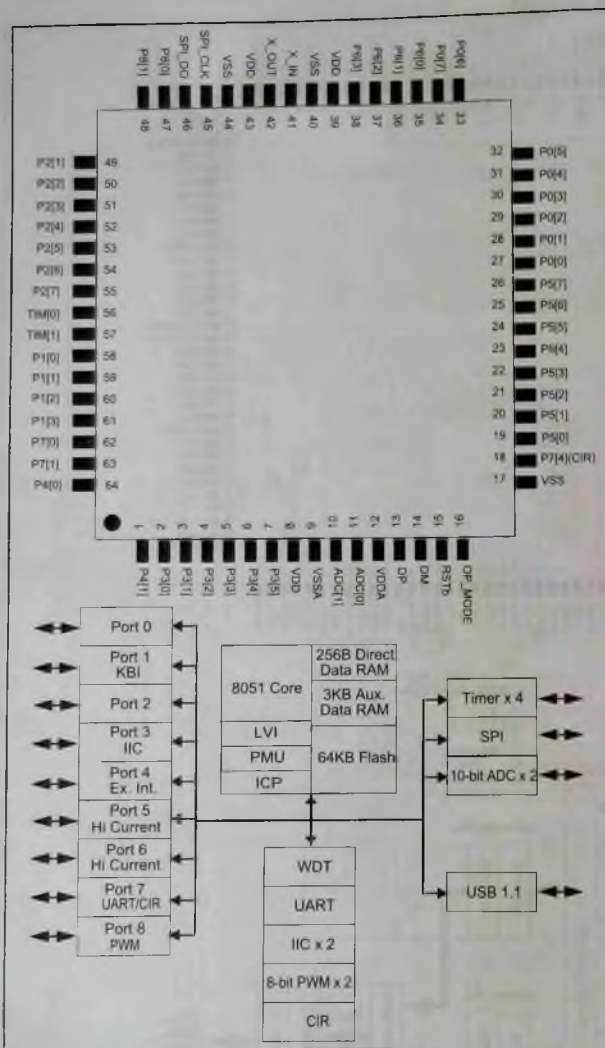 P8[1]
P8[0]
SPI_DO
SPI_CLK
VSS
VDD
X_OUT
X_IN
VSS
VDD
P6[3]
P6[2]
P6[1]
P6[0]
P0[7]
P0[6]
48
47
46
45
44
43
42
41
40
39
38
37
36
35
34
33
P2[1] 49
P2[2] 50
P2[3] 51
P2[4] 52
P2[5] 53
P2[6] 54
P2[7] 55
TIM[0] 56
TIM[1] 57
P1[0] 58
P1[1] 59
P1[2] 60
P1[3] 61
P7[0] 62
P7[1] 63
P4[0] 64
32 P0[5]
31 P0[4]
30 P0[3]
29 P0[2]
28 P0[1]
27 P0[0]
26 P5[7]
25 P5[6]
24 P5[5]
23 P5[4]
22 P5[3]
21 P5[2]
20 P5[1]
19 P5[0]
18 P7[4](CIR)
17 VSS
1
2
3
4
5
6
7
8
9
10
11
12
13
14
15
16
P4[1]
P3[0]
P3[1]
P3[2]
P3[3]
P3[4]
P3[5]
VDD
VSSA
ADC[1]
ADC[0]
VDDA
DP
DM
RSTb
OP_MODE
Port 0
Port 1
KBI
Port 2
Port 3
IIC
Port 4
Ex. Int.
Port 5
Hi Current
Port 6
Hi Current
Port 7
UART/CIR
Port 8
PWM
8051 Core
LVI
PMU
ICP
256B Direct
Data RAM
3KB Aux.
Data RAM
64KB Flash
WDT
UART
IIC x 2
8-bit PWM x 2
CIR
Timer x 4
SPI
10-bit ADC x 2
USB 1.1